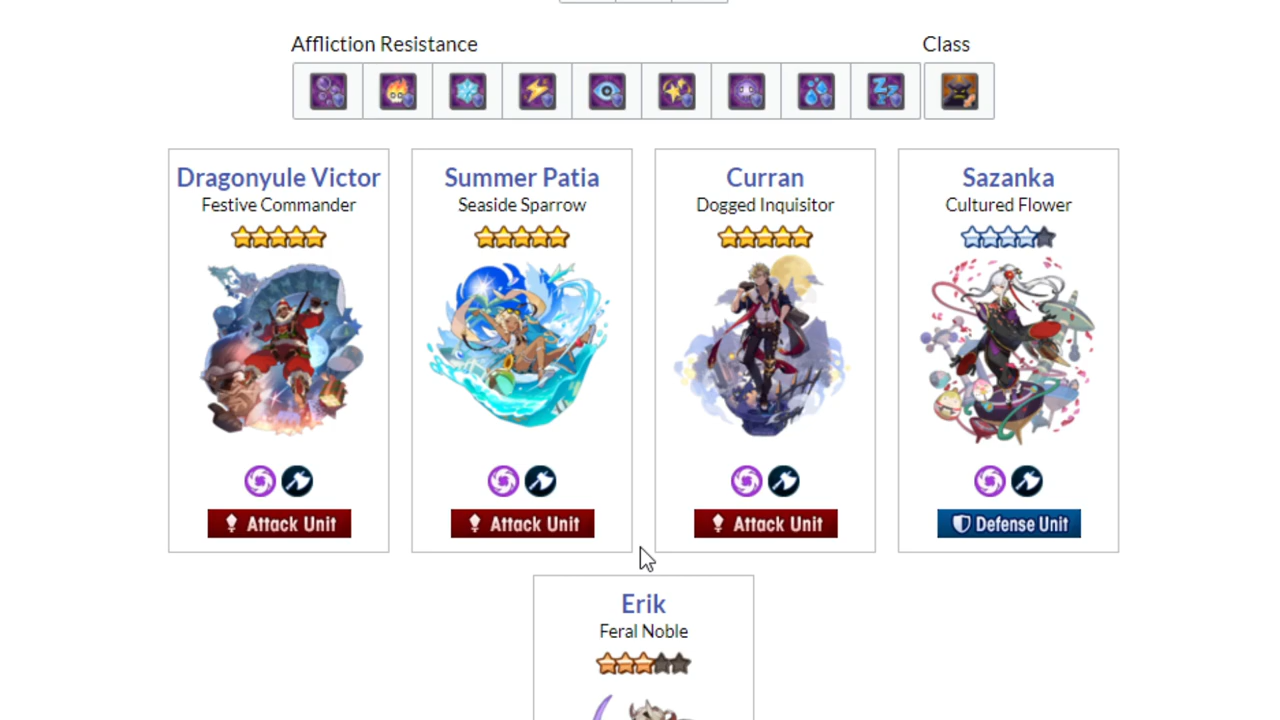 Affliction Resistance
Class
Dragonyule Victor
Festive Commander
Attack Unit
Summer Patia
Seaside Sparrow
Attack Unit
Curran
Dogged Inquisitor
Attack Unit
Sazanka
Cultured Flower
Defense Unit
Erik
Feral Noble